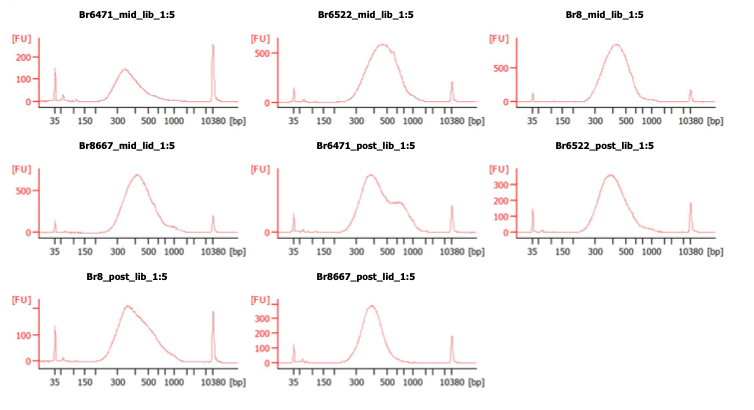 Br6471_mid_lib_1:5 Br6522_mid_lib_1:5 Br8_mid_lib_1:5
[FU] [FU] [FU]
200 500 500
100
0 0 0
35 150 300 500 1000 10380 [bp] 35 150 300 500 1000 10380 [bp] 35 150 300 500 1000 10380 [bp]
Br8667_mid_lid_1:5 Br6471_post_lib_1:5 Br6522_post_lib_1:5
[FU] [FU] [FU]
500 300
200
100
0 0 0
35 150 300 500 1000 10380 [bp] 35 150 300 500 1000 10380 [bp] 35 150 300 500 1000 10380 [bp]
Br8_post_lib_1:5 Br8667_post_lid_1:5
[FU] [FU]
300
100 200
100
0 0
35 150 300 500 1000 10380 [bp] 35 150 300 500 1000 10380 [bp]